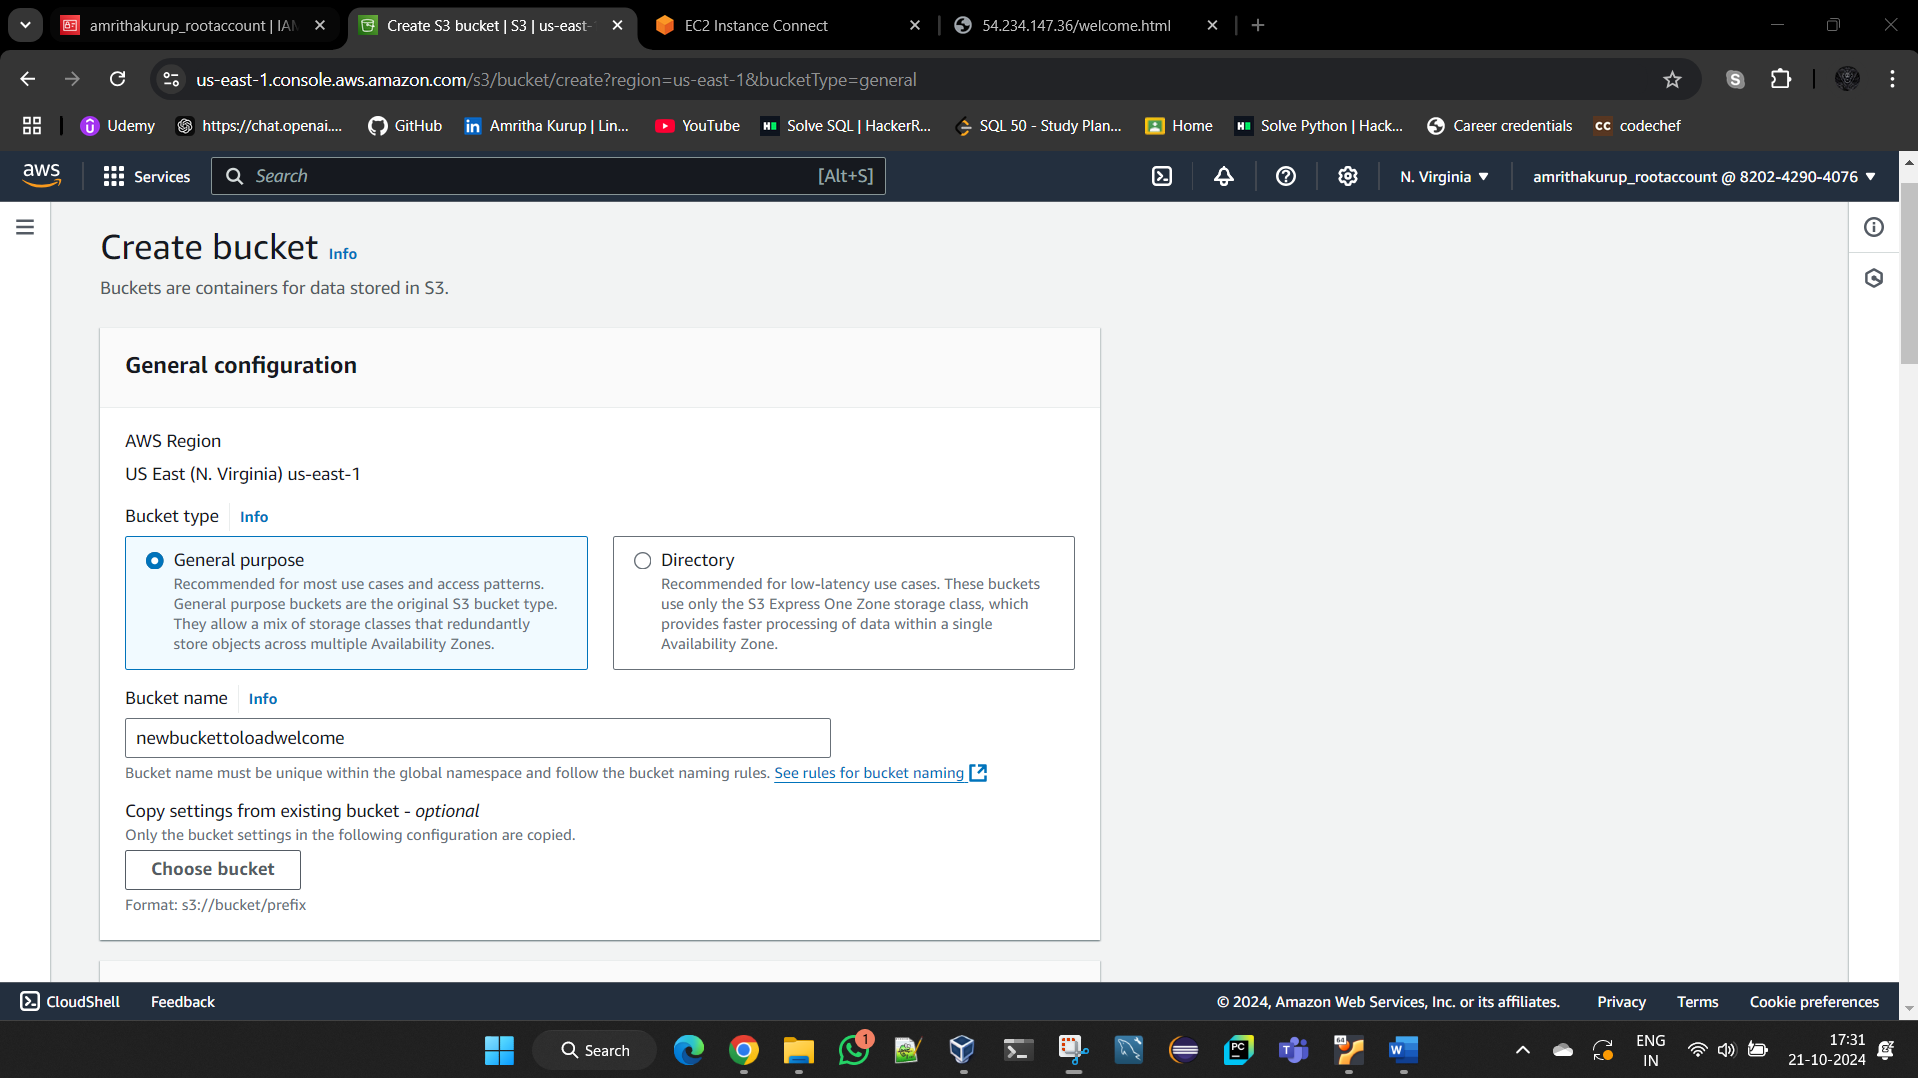 amrithakurup_rootaccount | IAM
Create S3 bucket | S3 | us-east-
EC2 Instance Connect
54.234.147.36/welcome.html
us-east-1.console.aws.amazon.com/s3/bucket/create?region=us-east-1&bucketType=general
S
Udemy
https://chat.openai....
GitHub
Amritha Kurup | Lin...
YouTube
Solve SQL | HackerR...
SQL 50 - Study Plan...
Home
Solve Python | Hack...
Career credentials
CC codechef
aws
Services
Search
[Alt+S]
N. Virginia
amrithakurup_rootaccount @ 8202-4290-4076
Create bucket Info
Buckets are containers for data stored in S3.
General configuration
AWS Region
US East (N. Virginia) us-east-1
Bucket type Info
General purpose
Recommended for most use cases and access patterns.
General purpose buckets are the original S3 bucket type.
They allow a mix of storage classes that redundantly
store objects across multiple Availability Zones.
Directory
Recommended for low-latency use cases. These buckets
use only the S3 Express One Zone storage class, which
provides faster processing of data within a single
Availability Zone.
Bucket name Info
newbuckettoloadwelcome
Bucket name must be unique within the global namespace and follow the bucket naming rules. See rules for bucket naming
Copy settings from existing bucket - optional
Only the bucket settings in the following configuration are copied.
Choose bucket
Format: s3://bucket/prefix
CloudShell
Feedback
© 2024, Amazon Web Services, Inc. or its affiliates.
Privacy
Terms
Cookie preferences
Search
1
PC
T
64
W
ENG
IN
17:31
21-10-2024